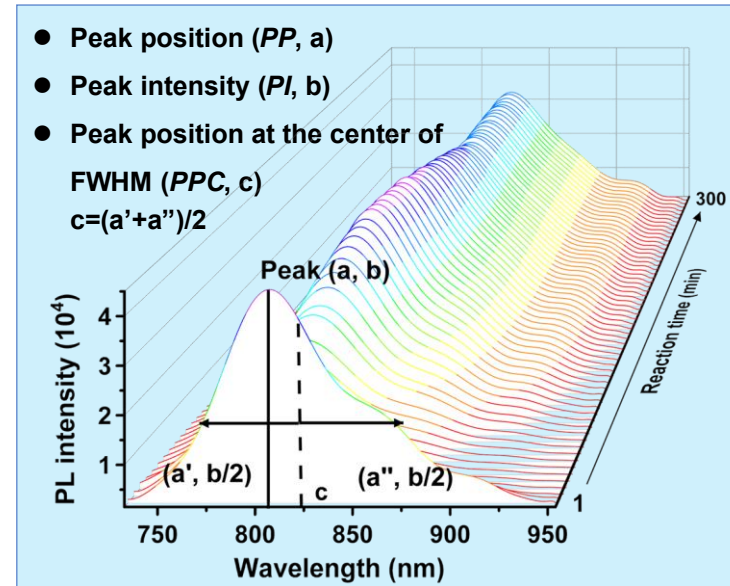 ● Peak position (PP, a)
● Peak intensity (PI, b)
● Peak position at the center of
FWHM (PPC, c)
c=(a'+a”)/2
Peak (a, b)
300
Reaction time (min)
1
PL intensity (10⁴)
4
3
2
1
(a', b/2)
(a", b/2)
c
750 800 850 900 950
Wavelength (nm)